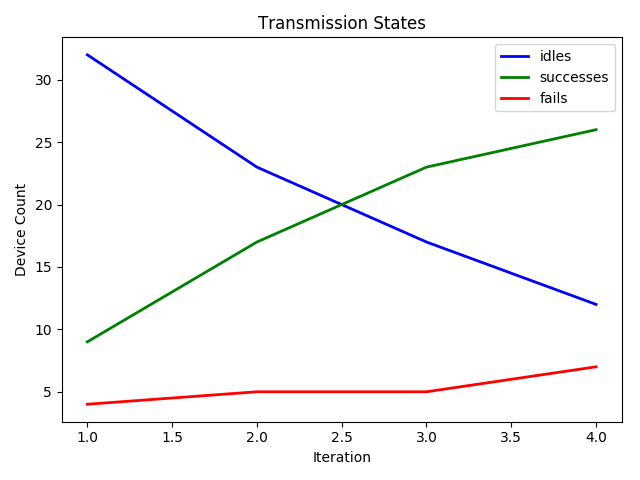 Transmission States
idles
successes
fails
Device Count
30
25
20
15
10
5
1.0 1.5 2.0 2.5 3.0 3.5 4.0
Iteration